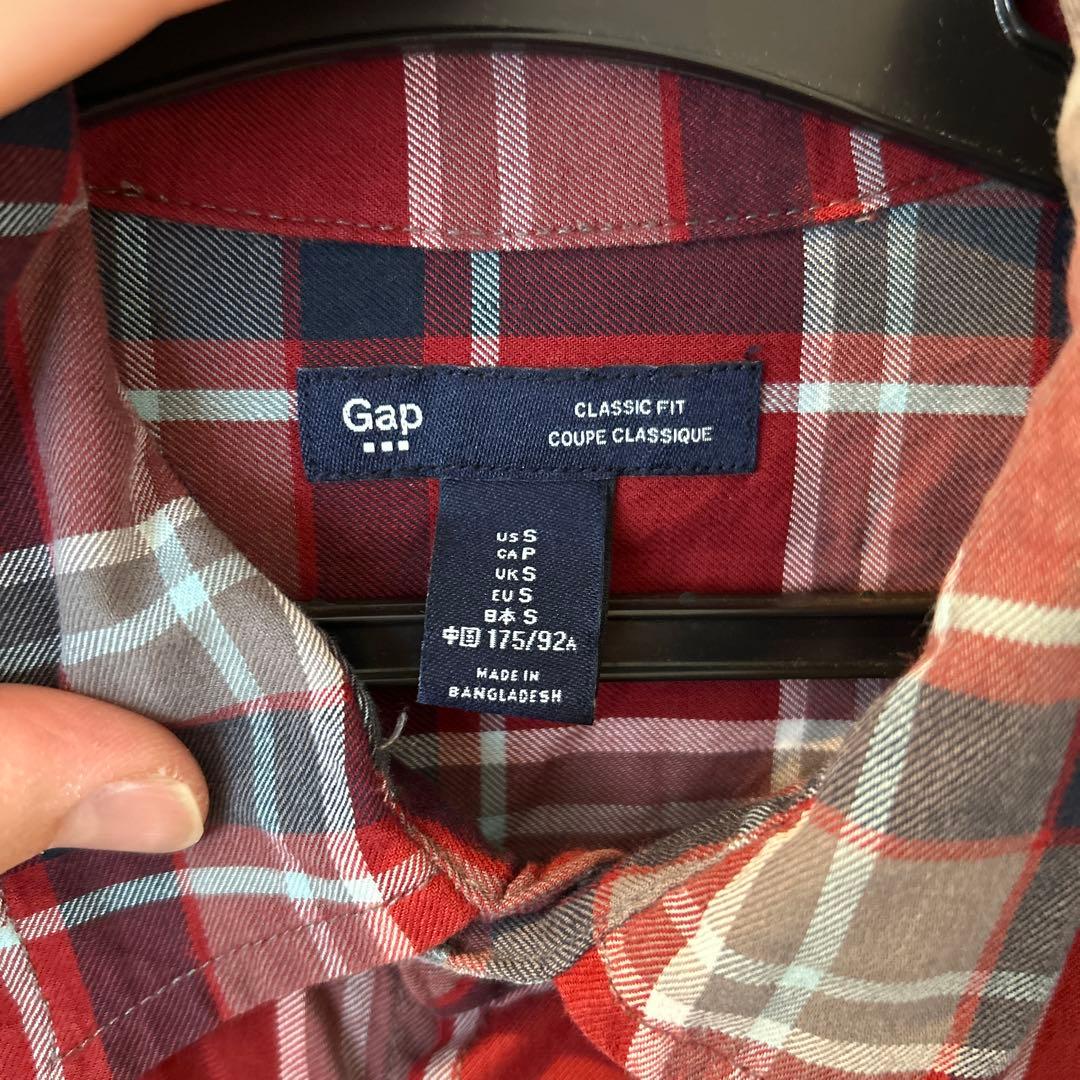 Gap
CLASSIC FIT
COUPE CLASSIQUE
US S
CA P
UK S
EU S
日本 S
中国 175/92A
MADE IN
BANGLADESH